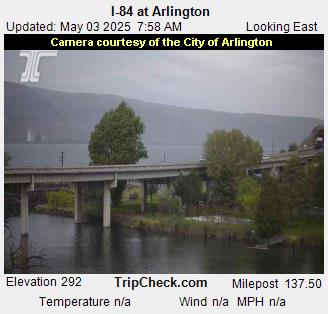 I-84 at Arlington
Updated: May 03 2025 7:58 AM Looking East
Camera courtesy of the City of Arlington
Elevation 292 TripCheck.com Milepost 137.50
Temperature n/a Wind n/a MPH n/a